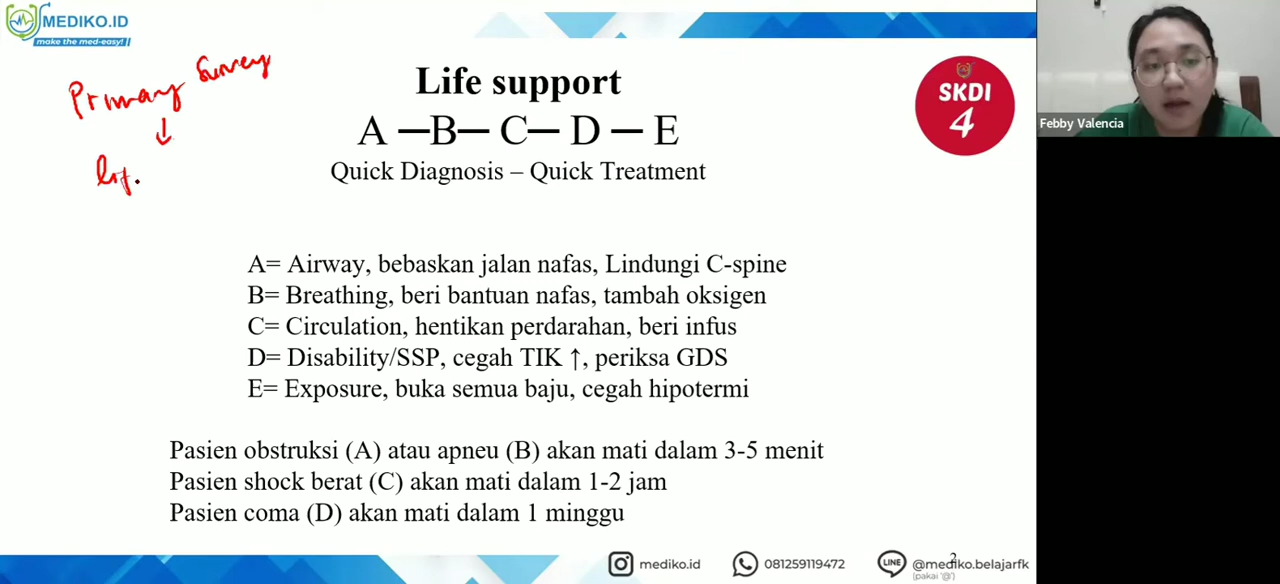 MEDIKO.ID
make the med-easy!
Primary Survey
↓
Life support
A — B — C — D — E
Quick Diagnosis – Quick Treatment
SKDI
4
Febby Valencia
A= Airway, bebaskan jalan nafas, Lindungi C-spine
B= Breathing, beri bantuan nafas, tambah oksigen
C= Circulation, hentikan perdarahan, beri infus
D= Disability/SSP, cegah TIK ↑, periksa GDS
E= Exposure, buka semua baju, cegah hipotermi
Pasien obstruksi (A) atau apneu (B) akan mati dalam 3-5 menit
Pasien shock berat (C) akan mati dalam 1-2 jam
Pasien coma (D) akan mati dalam 1 minggu
mediko.id
081259119472
LINE
@mediko.belajarfk
(pakai '@')
2